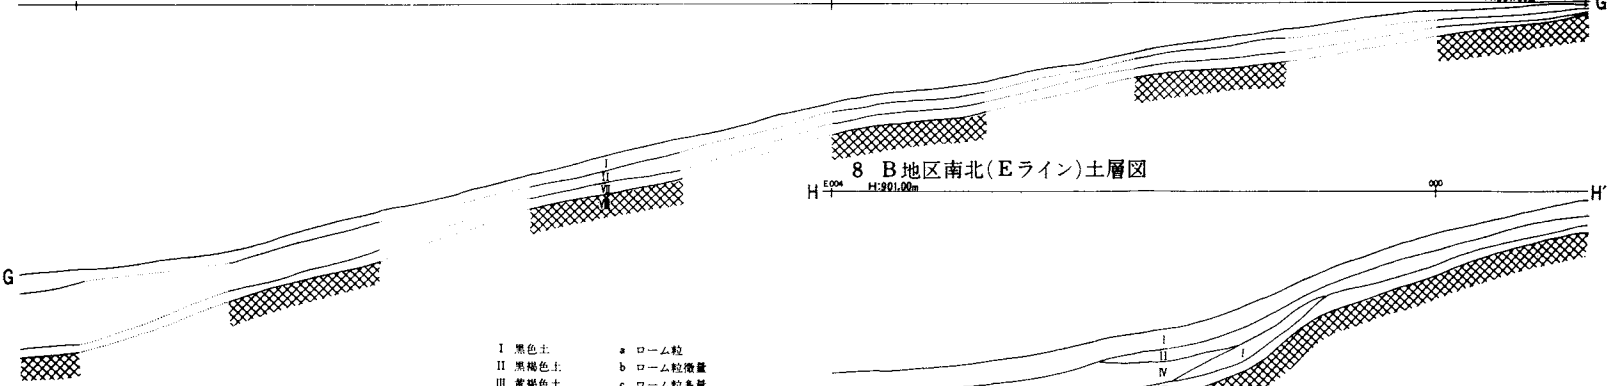 G
I
II
VII
8 B地区南北(Eライン)土層図
H E004 H:901.00m 000 H'
G
I
II
IV
I
I 黒色土 a ローム粒
II 黒褐色土 b ローム粒微量
III 黄褐色土 c ローム粒多量